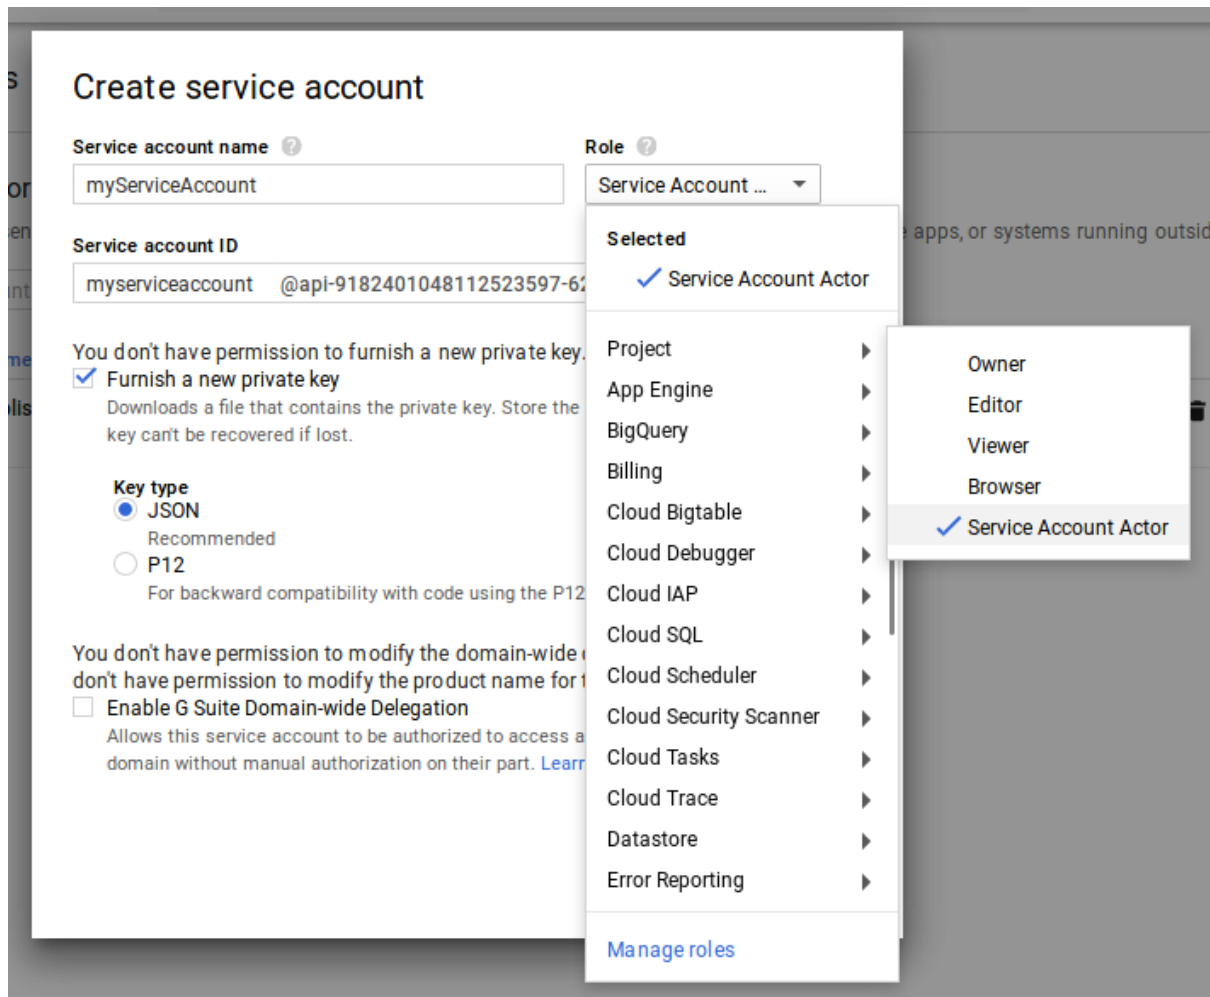 Create service account
Service account name
Role
myServiceAccount
Service Account ...
Selected
Service Account Actor
Service account ID
myserviceaccount @api-9182401048112523597-62
You don't have permission to furnish a new private key.
Furnish a new private key
Downloads a file that contains the private key. Store the
key can't be recovered if lost.
Key type
JSON
Recommended
P12
For backward compatibility with code using the P12
You don't have permission to modify the domain-wide
don't have permission to modify the product name for
Enable G Suite Domain-wide Delegation
Allows this service account to be authorized to access a
domain without manual authorization on their part. Learn
Project
App Engine
BigQuery
Billing
Cloud Bigtable
Cloud Debugger
Cloud IAP
Cloud SQL
Cloud Scheduler
Cloud Security Scanner
Cloud Tasks
Cloud Trace
Datastore
Error Reporting
Manage roles
Owner
Editor
Viewer
Browser
Service Account Actor
apps, or systems running outsid